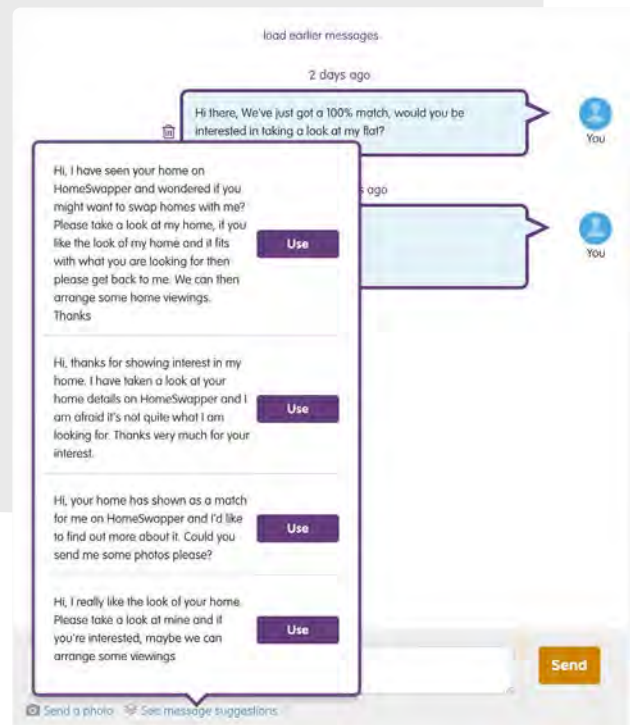 load earlier messages
2 days ago
Hi there, We've just got a 100% match, would you be
interested in taking a look at my flat?
You
ago
You
Hi, I have seen your home on
HomeSwapper and wondered if you
might want to swap homes with me?
Please take a look at my home, if you
like the look of my home and it fits
with what you are looking for then
please get back to me. We can then
arrange some home viewings.
Thanks
Use
Hi, thanks for showing interest in my
home. I have taken a look at your
home details on HomeSwapper and I
am afraid it's not quite what I am
looking for. Thanks very much for your
interest.
Use
Hi, your home has shown as a match
for me on HomeSwapper and I'd like
to find out more about it. Could you
send me some photos please?
Use
Hi, I really like the look of your home.
Please take a look at mine and if
you're interested, maybe we can
arrange some viewings
Use
Send
Send a photo
See message suggestions